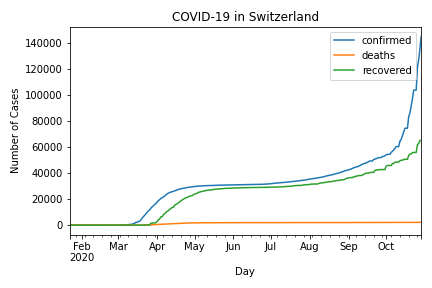 COVID-19 in Switzerland
confirmed
deaths
recovered
Number of Cases
140000
120000
100000
80000
60000
40000
20000
0
Feb Mar Apr May Jun Jul Aug Sep Oct
2020
Day